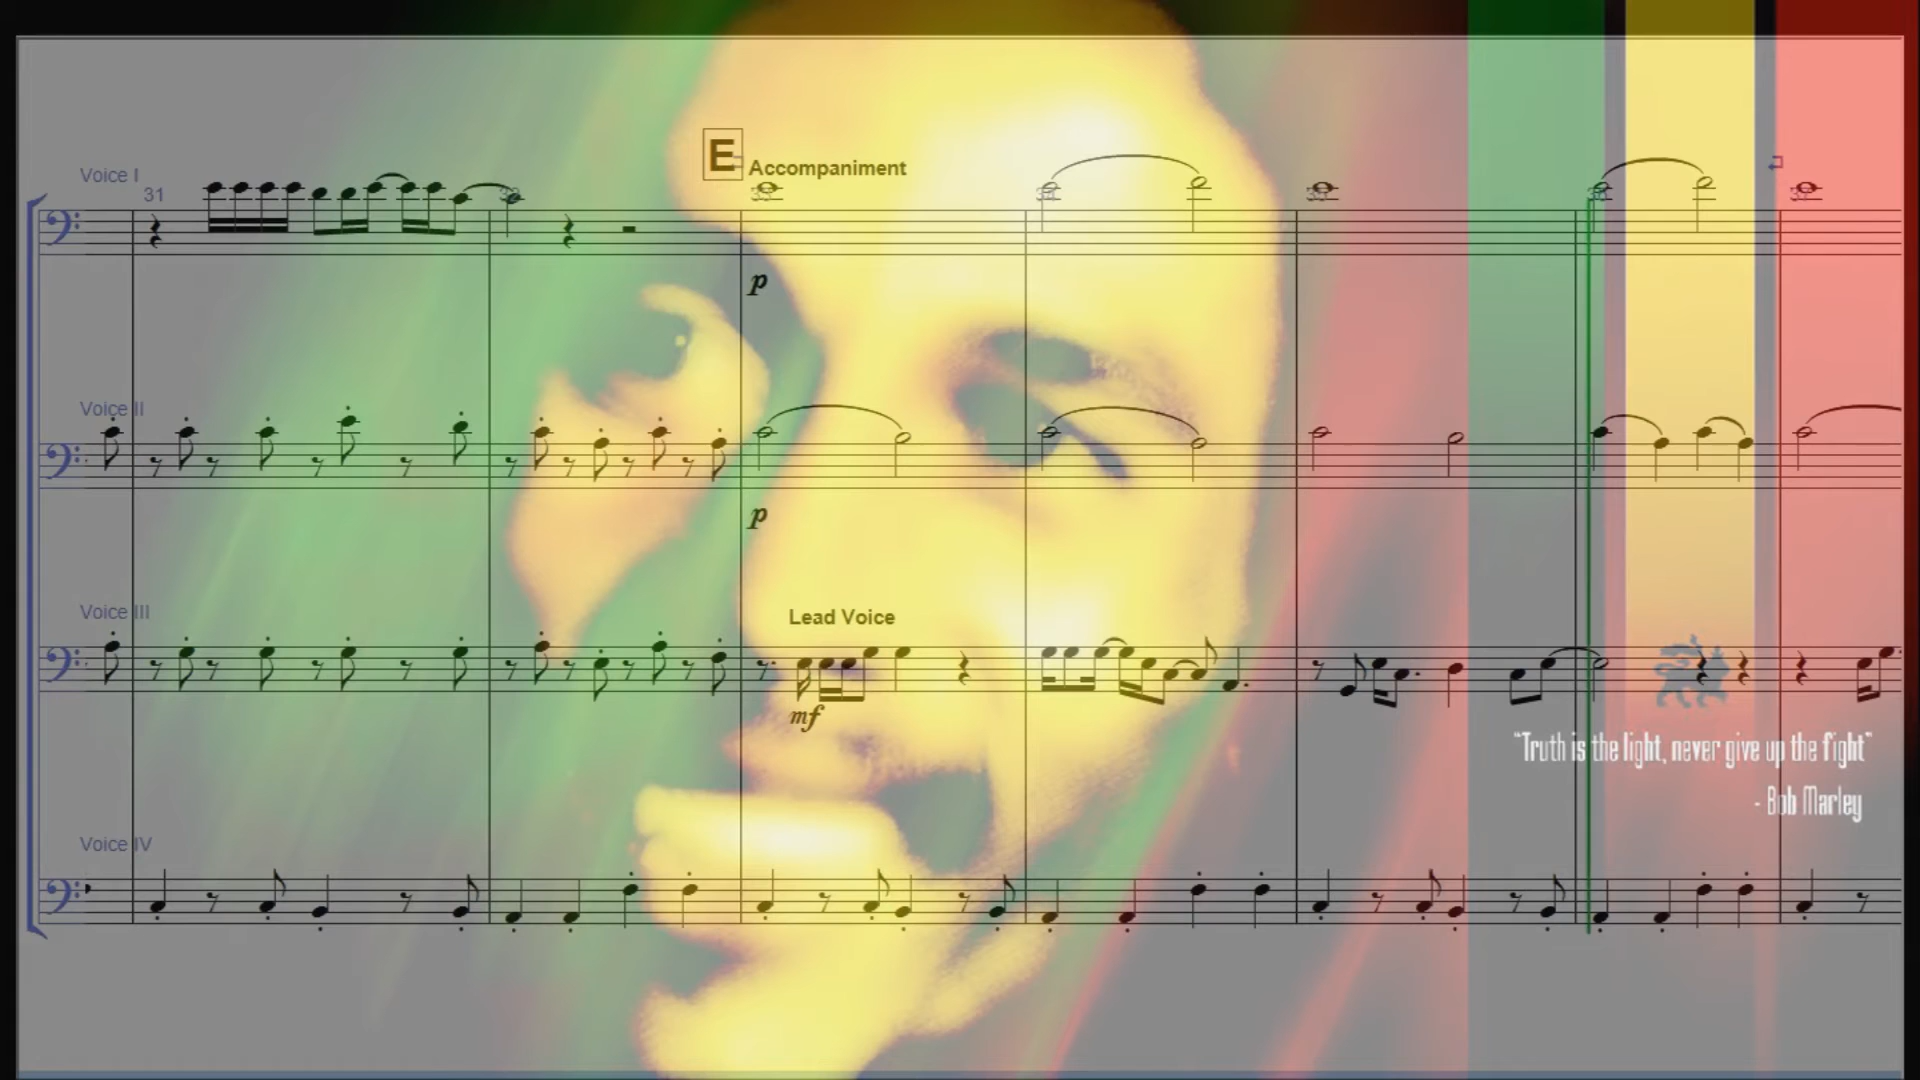 E Accompaniment
Voice I
31
p
Voice II
p
Voice III
Lead Voice
mf
"Truth is the light, never give up the fight"
- Bob Marley
Voice IV